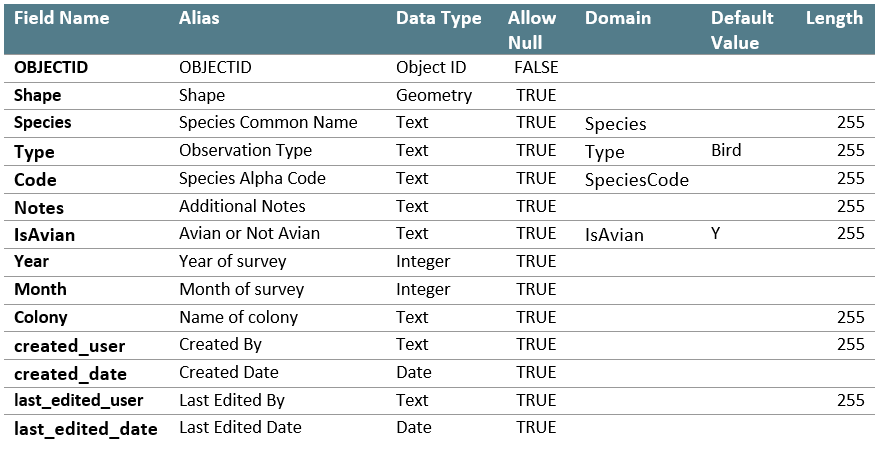 Field Name Alias Data Type Allow Null Domain Default Value Length
OBJECTID OBJECTID Object ID FALSE
Shape Shape Geometry TRUE
Species Species Common Name Text TRUE Species 255
Type Observation Type Text TRUE Type Bird 255
Code Species Alpha Code Text TRUE SpeciesCode 255
Notes Additional Notes Text TRUE 255
IsAvian Avian or Not Avian Text TRUE IsAvian Y 255
Year Year of survey Integer TRUE
Month Month of survey Integer TRUE
Colony Name of colony Text TRUE 255
created_user Created By Text TRUE 255
created_date Created Date Date TRUE
last_edited_user Last Edited By Text TRUE 255
last_edited_date Last Edited Date Date TRUE